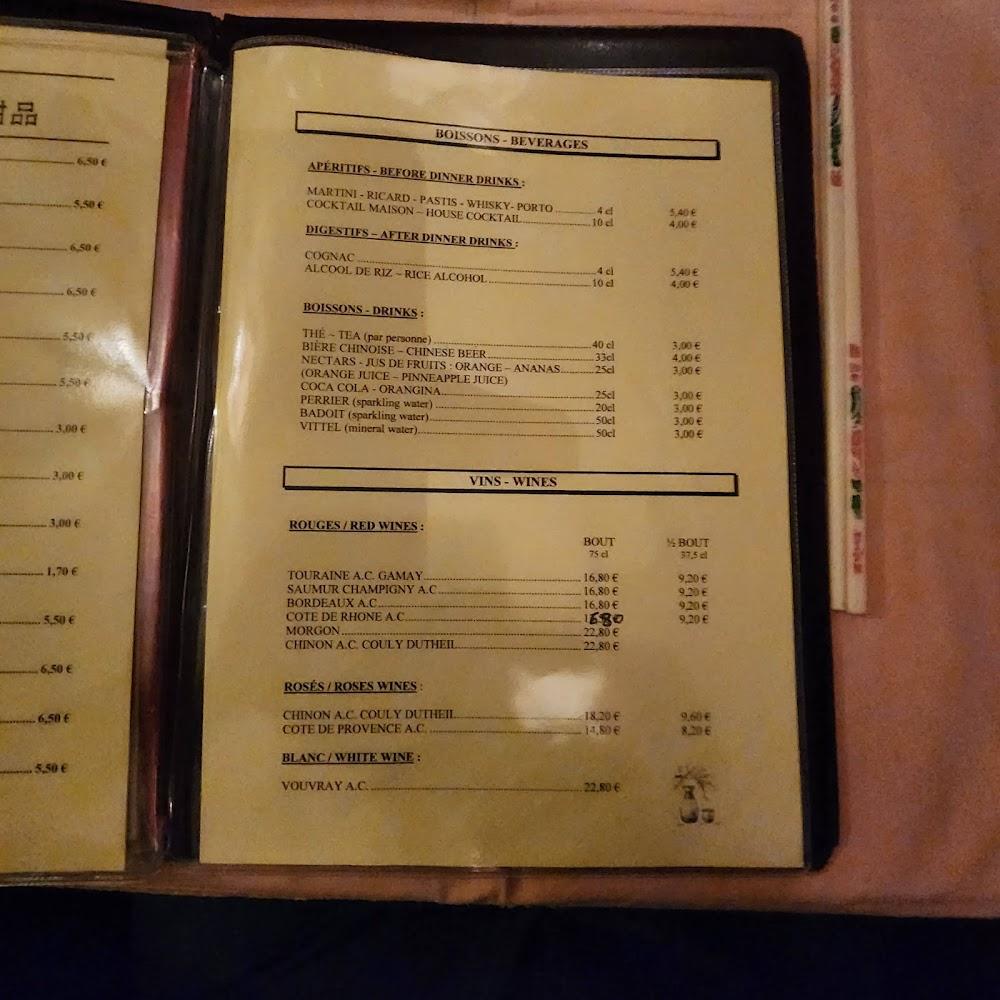 品
6,50 €
5,50 €
6,50 €
6,50 €
5,50 €
5,50 €
3,00 €
3,00 €
3,00 €
1,70 €
5,50 €
6,50 €
6,50 €
5,50 €
BOISSONS - BEVERAGES
APÉRITIFS - BEFORE DINNER DRINKS :
MARTINI - RICARD - PASTIS - WHISKY- PORTO 4 cl 5,40 €
COCKTAIL MAISON – HOUSE COCKTAIL 10 cl 4,00 €
DIGESTIFS – AFTER DINNER DRINKS :
COGNAC 4 cl 5,40 €
ALCOOL DE RIZ – RICE ALCOHOL 10 cl 4,00 €
BOISSONS - DRINKS :
THÉ – TEA (par personne) 40 cl 3,00 €
BIÈRE CHINOISE – CHINESE BEER 33cl 4,00 €
NECTARS - JUS DE FRUITS : ORANGE – ANANAS 25cl 3,00 €
(ORANGE JUICE – PINNEAPPLE JUICE)
COCA COLA - ORANGINA 25cl 3,00 €
PERRIER (sparkling water) 20cl 3,00 €
BADOIT (sparkling water) 50cl 3,00 €
VITTEL (mineral water) 50cl 3,00 €
VINS - WINES
ROUGES / RED WINES :
BOUT ½ BOUT
75 cl 37,5 cl
TOURAINE A.C. GAMAY 16,80 € 9,20 €
SAUMUR CHAMPIGNY A.C 16,80 € 9,20 €
BORDEAUX A.C 16,80 € 9,20 €
COTE DE RHONE A.C 1680 9,20 €
MORGON 22,80 €
CHINON A.C. COULY DUTHEIL 22,80 €
ROSÉS / ROSES WINES :
CHINON A.C. COULY DUTHEIL 18,20 € 9,60 €
COTE DE PROVENCE A.C. 14,80 € 8,20 €
BLANC / WHITE WINE :
VOUVRAY A.C. 22,80 €